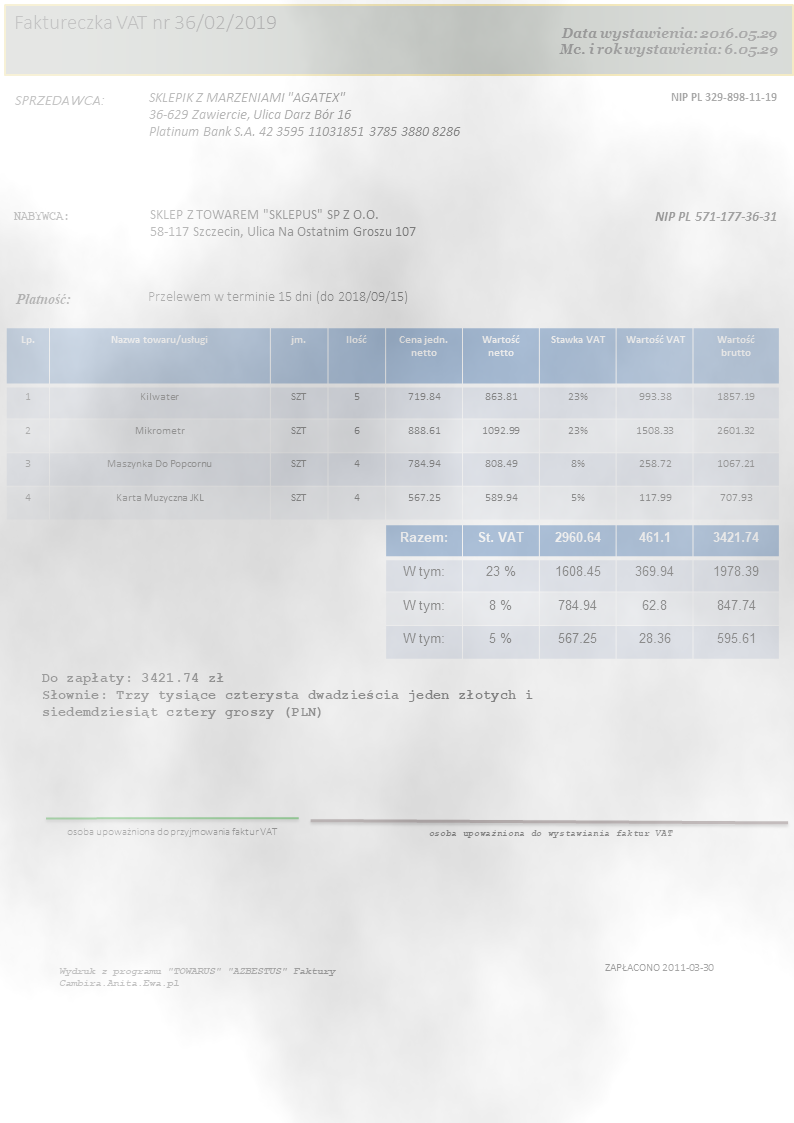 Faktureczka VAT nr 36/02/2019
Data wystawienia: 2016.05.29
Mc. i rok wystawienia: 6.05.29
SPRZEDAWCA:
SKLEPIK Z MARZENIAMI "AGATEX"
NIP PL 329-898-11-19
36-629 Zawiercie, Ulica Darz Bór 16
Platinum Bank S.A. 42 3595 11031851 3785 3880 8286
NABYWCA:
SKLEP Z TOWAREM "SKLEPUS" SP Z O.O.
NIP PL 571-177-36-31
58-117 Szczecin, Ulica Na Ostatnim Groszu 107
Płatność: Przelewem w terminie 15 dni (do 2018/09/15)
Lp. Nazwa towaru/usługi jm. Ilość Cena jedn. netto Wartość netto Stawka VAT Wartość VAT Wartość brutto
1 Kilwater SZT 5 719.84 863.81 23% 993.38 1857.19
2 Mikrometr SZT 6 888.61 1092.99 23% 1508.33 2601.32
3 Maszynka Do Popcornu SZT 4 784.94 808.49 8% 258.72 1067.21
4 Karta Muzyczna JKL SZT 4 567.25 589.94 5% 117.99 707.93
Razem: St. VAT 2960.64 461.1 3421.74
W tym: 23 % 1608.45 369.94 1978.39
W tym: 8 % 784.94 62.8 847.74
W tym: 5 % 567.25 28.36 595.61
Do zapłaty: 3421.74 zł
Słownie: Trzy tysiące czterysta dwadzieścia jeden złotych i
siedemdziesiąt cztery groszy (PLN)
osoba upoważniona do przyjmowania faktur VAT
osoba upoważniona do wystawiania faktur VAT
Wydruk z programu "TOWARUS" "AZBESTUS" Faktury
Cambira.Anita.Ewa.pl
ZAPŁACONO 2011-03-30